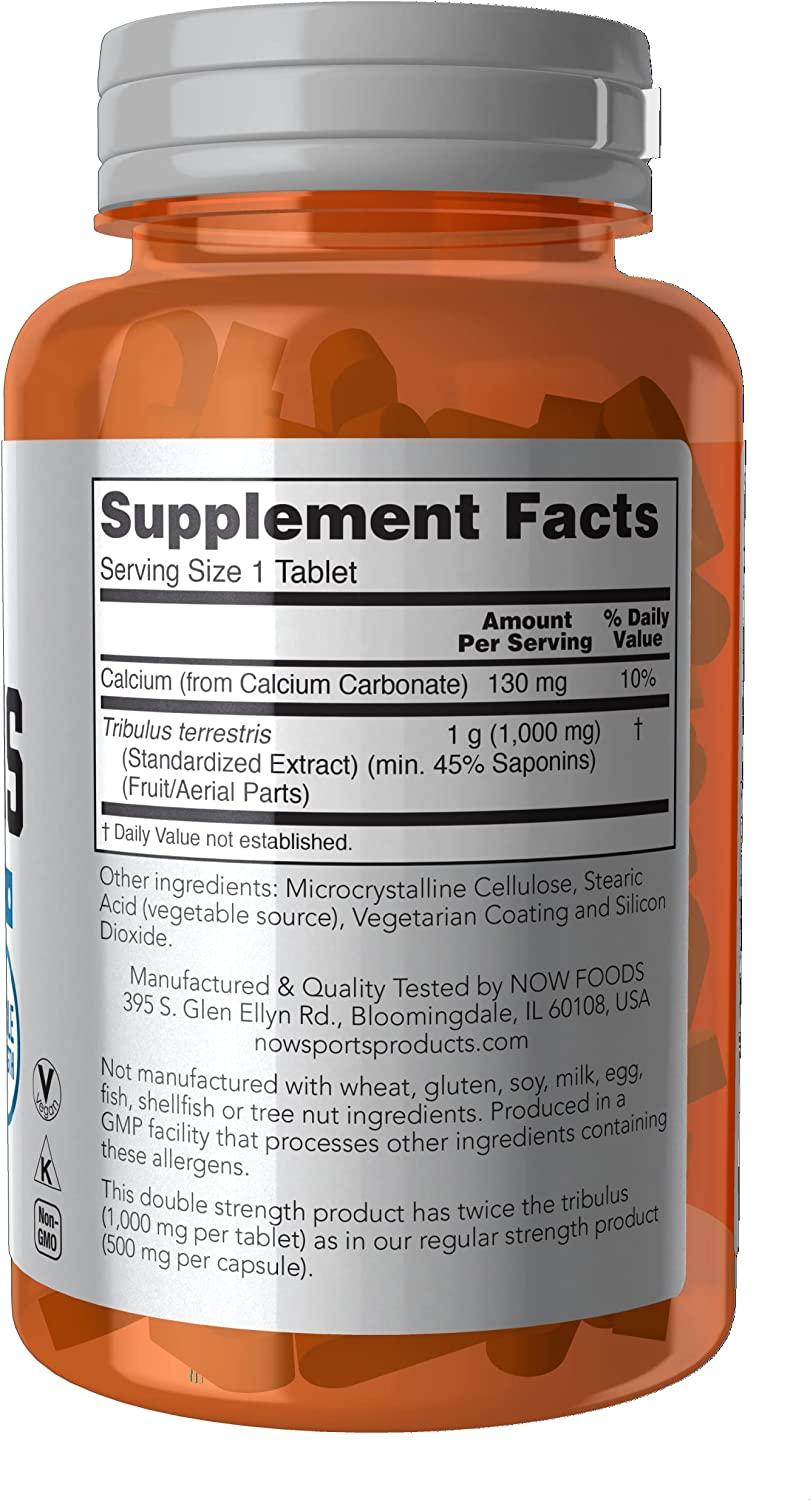 Supplement Facts
Serving Size 1 Tablet
Amount Per Serving % Daily Value
Calcium (from Calcium Carbonate) 130 mg 10%
Tribulus terrestris 1 g (1,000 mg) †
(Standardized Extract) (min. 45% Saponins)
(Fruit/Aerial Parts)
† Daily Value not established.
Other ingredients: Microcrystalline Cellulose, Stearic
Acid (vegetable source), Vegetarian Coating and Silicon
Dioxide.
Manufactured & Quality Tested by NOW FOODS
395 S. Glen Ellyn Rd., Bloomingdale, IL 60108, USA
nowsportsproducts.com
Not manufactured with wheat, gluten, soy, milk, egg,
fish, shellfish or tree nut ingredients. Produced in a
GMP facility that processes other ingredients containing
these allergens.
This double strength product has twice the tribulus
(1,000 mg per tablet) as in our regular strength product
(500 mg per capsule).
V
Vegan
K
Non-
GMO
S